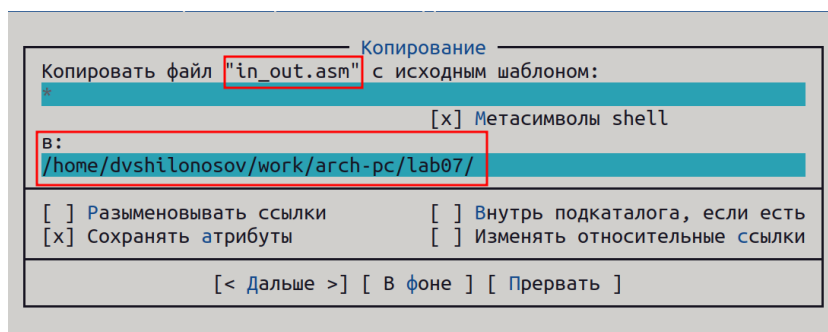 Копирование
Копировать файл "in_out.asm" с исходным шаблоном:
*
[x] Метасимволы shell
в:
/home/dvshilonosov/work/arch-pc/lab07/
[ ] Разыменовывать ссылки [ ] Внутрь подкаталога, если есть
[x] Сохранять атрибуты [ ] Изменять относительные ссылки
[< Дальше >] [ В фоне ] [ Прервать ]